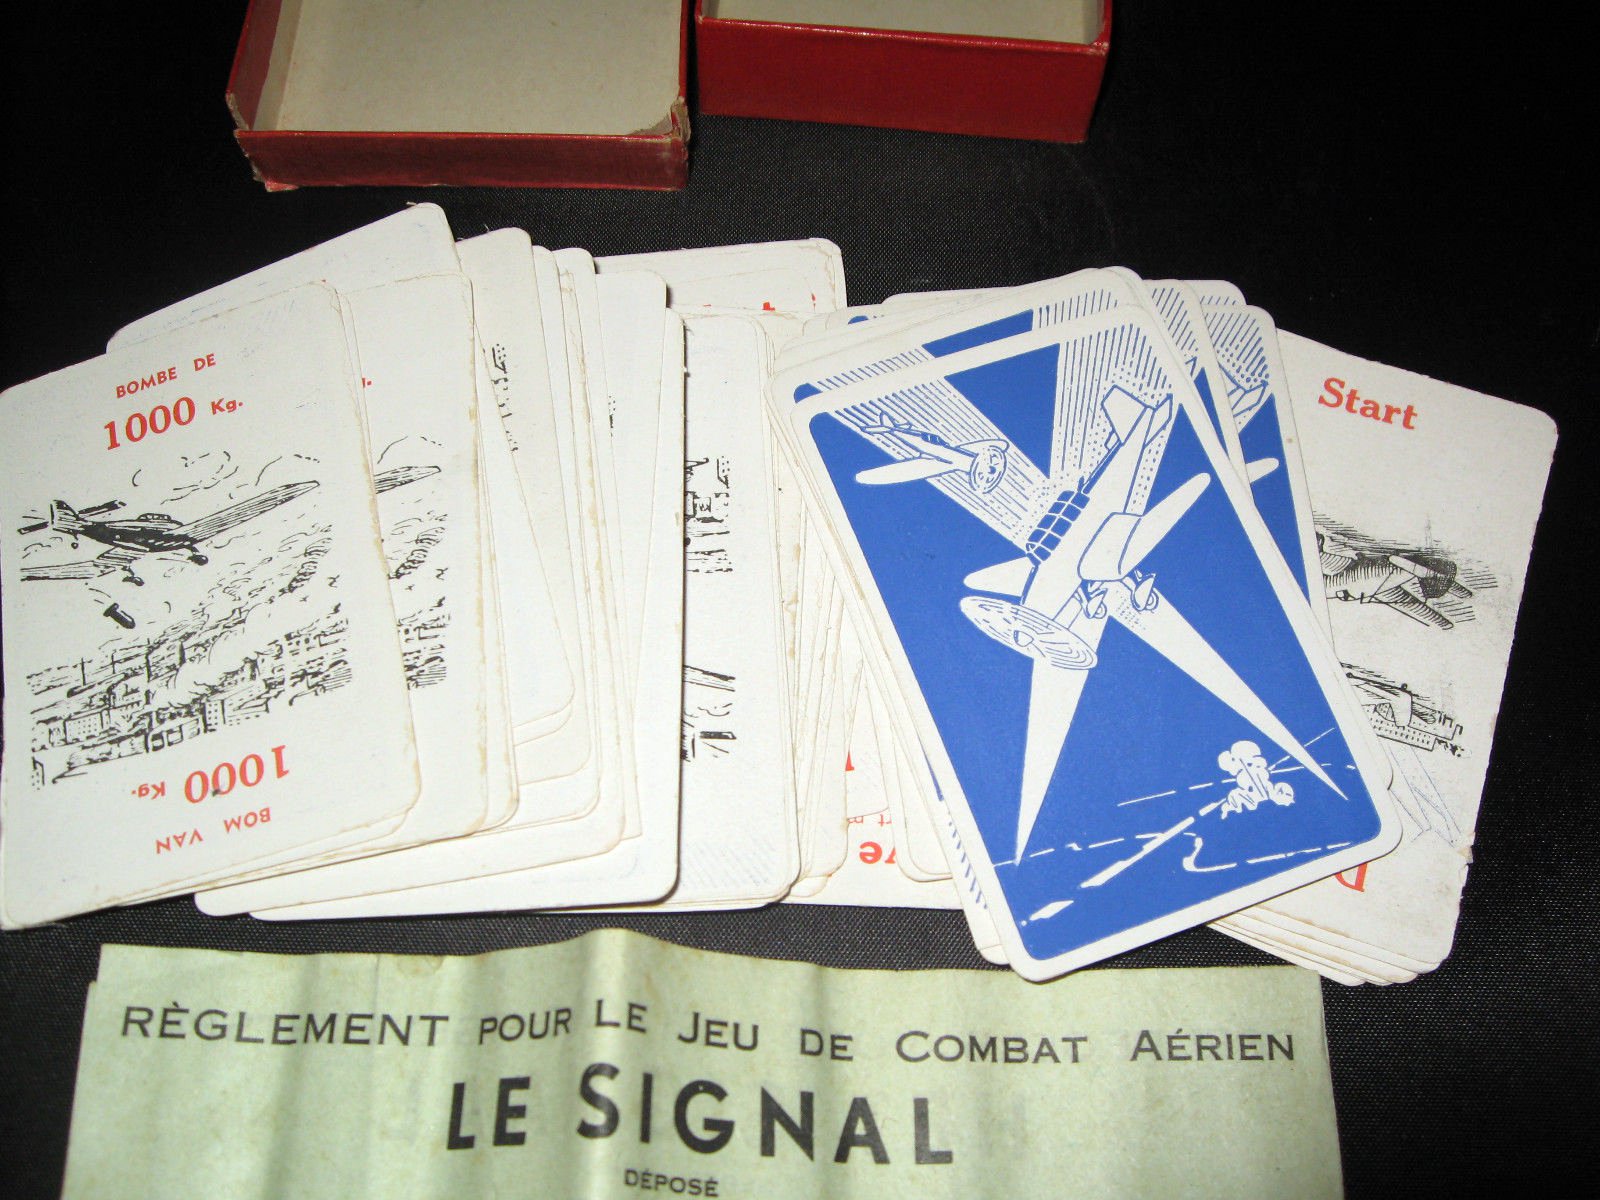 BOMBE DE
1000 Kg.
1000 Kg.
BOM VAN
Start
D
RÈGLEMENT POUR LE JEU DE COMBAT AÉRIEN
LE SIGNAL
DÉPOSÉ